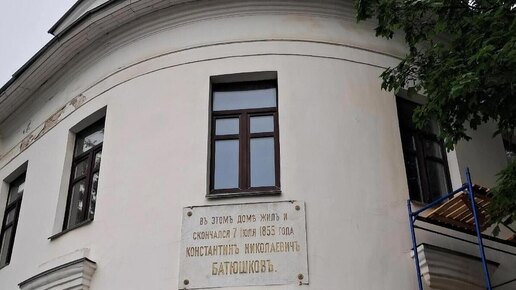 ВЪ ЭТОМЪ ДОМѢ ЖИЛЪ И
СКОНЧАЛСЯ 7 ІЮЛЯ 1855 ГОДА
КОНСТАНТИНЪ НИКОЛАЕВИЧЪ
БАТЮШКОВЪ.